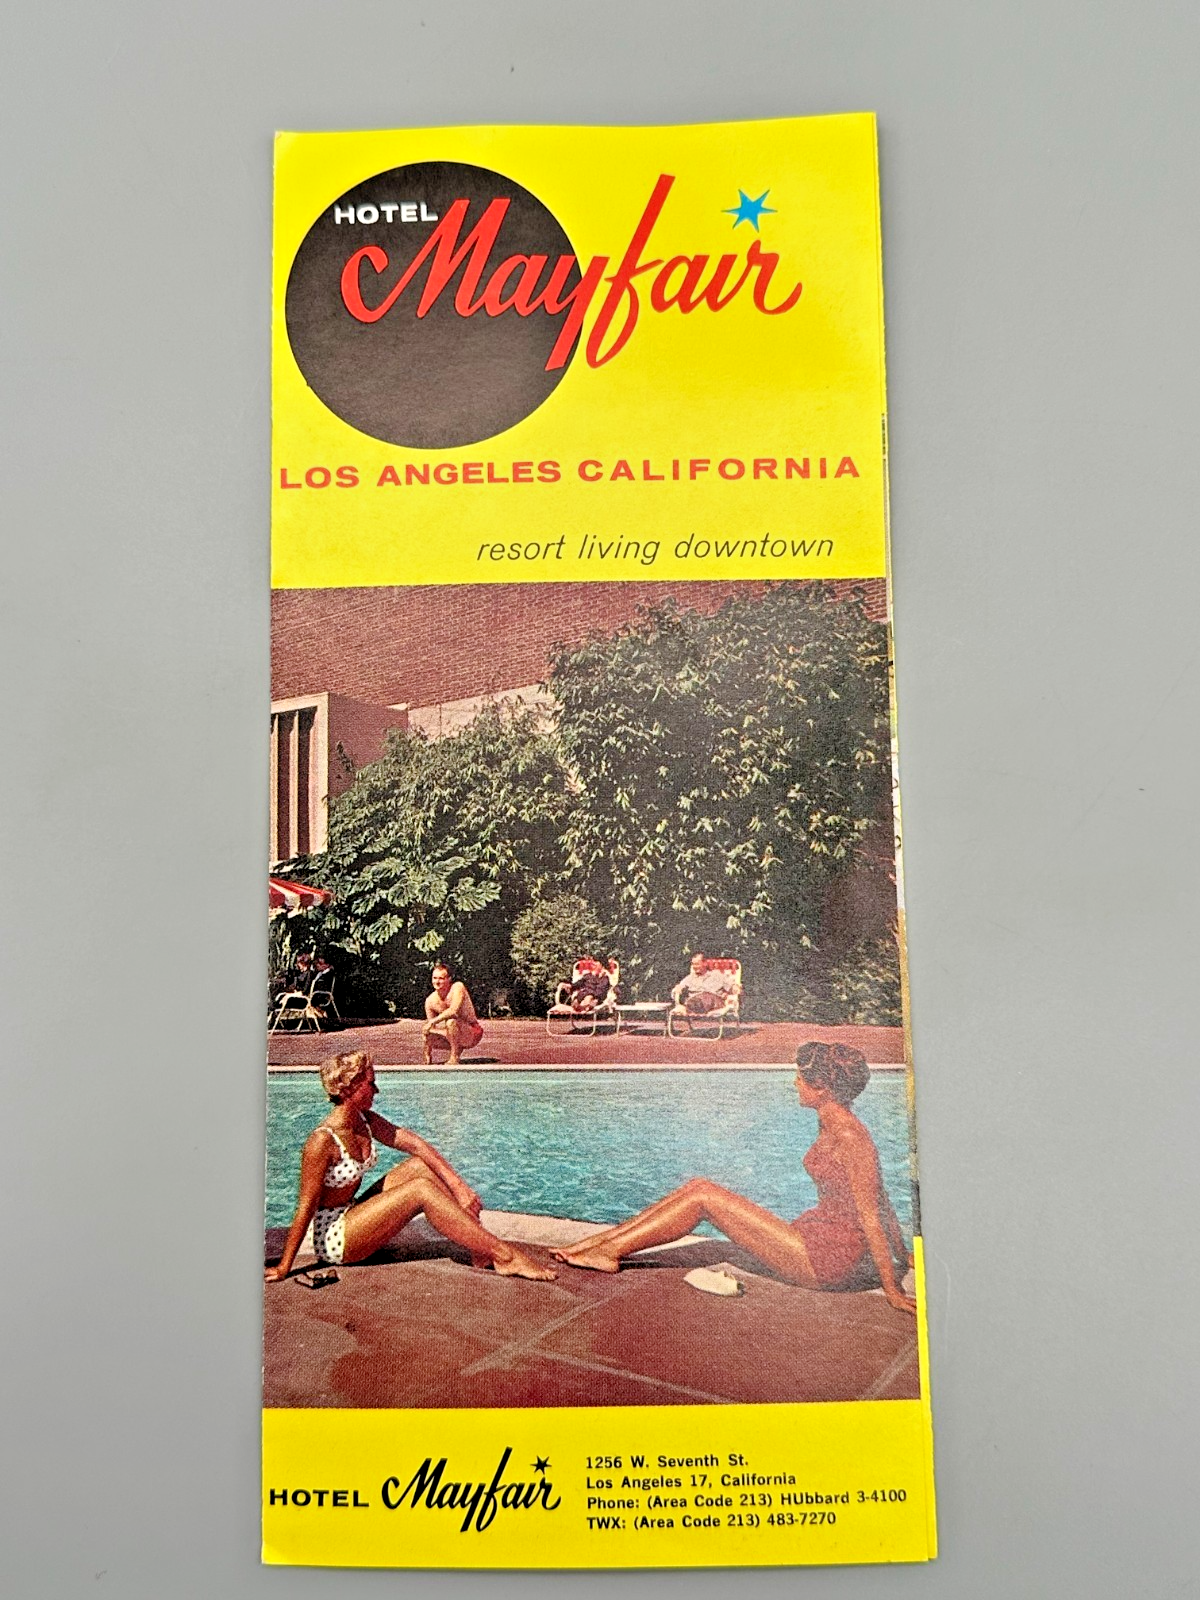 HOTEL
Mayfair
LOS ANGELES CALIFORNIA
resort living downtown
HOTEL Mayfair
1256 W. Seventh St.
Los Angeles 17, California
Phone: (Area Code 213) HUbbard 3-4100
TWX: (Area Code 213) 483-7270